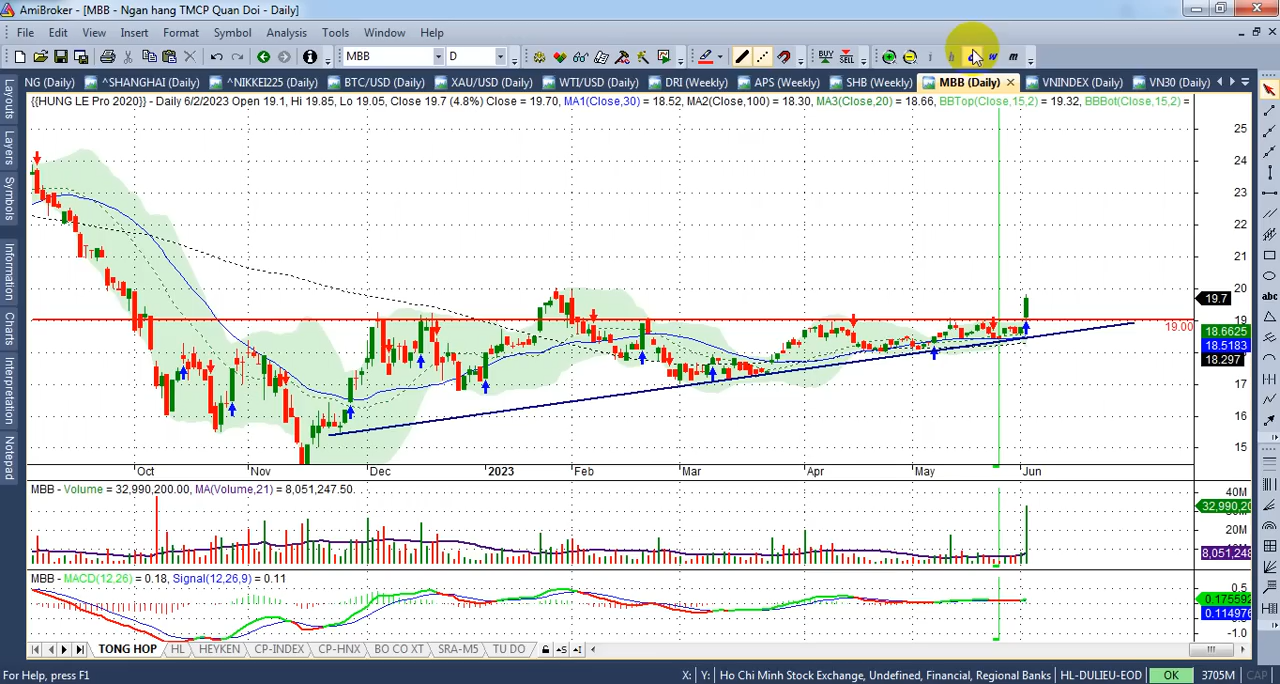 AmiBroker - [MBB - Ngan hang TMCP Quan Doi - Daily]
File Edit View Insert Format Symbol Analysis Tools Window Help
MBB D BUY SELL i h d w m
NG (Daily) ^SHANGHAI (Daily) ^NIKKEI225 (Daily) BTC/USD (Daily) XAU/USD (Daily) WTI/USD (Daily) DRI (Weekly) APS (Weekly) SHB (Weekly) MBB (Daily) VNINDEX (Daily) VN30 (Daily)
Layouts
Layers
Symbols
Information
Charts
Interpretation
Notepad
{{HUNG LE Pro 2020}} - Daily 6/2/2023 Open 19.1, Hi 19.85, Lo 19.05, Close 19.7 (4.8%) Close = 19.70, MA1(Close,30) = 18.52, MA2(Close,100) = 18.30, MA3(Close,20) = 18.66, BBTop(Close,15,2) = 19.32, BBBot(Close,15,2) =
25
24
23
22
21
20
19.7
19
19.00
18.6625
18.5183
18.297
17
16
15
Oct Nov Dec 2023 Feb Mar Apr May Jun
MBB - Volume = 32,990,200.00, MA(Volume,21) = 8,051,247.50
40M
32,990,20
20M
8,051,248
MBB - MACD(12,26) = 0.18, Signal(12,26,9) = 0.11
0.5
0.175592
0.114976
-1.0
TONG HOP HL HEYKEN CP-INDEX CP-HNX BO CO XT SRA-M5 TU DO
For Help, press F1 X: Y: Ho Chi Minh Stock Exchange, Undefined, Financial, Regional Banks HL-DULIEU-EOD OK 3705M CAP
abc